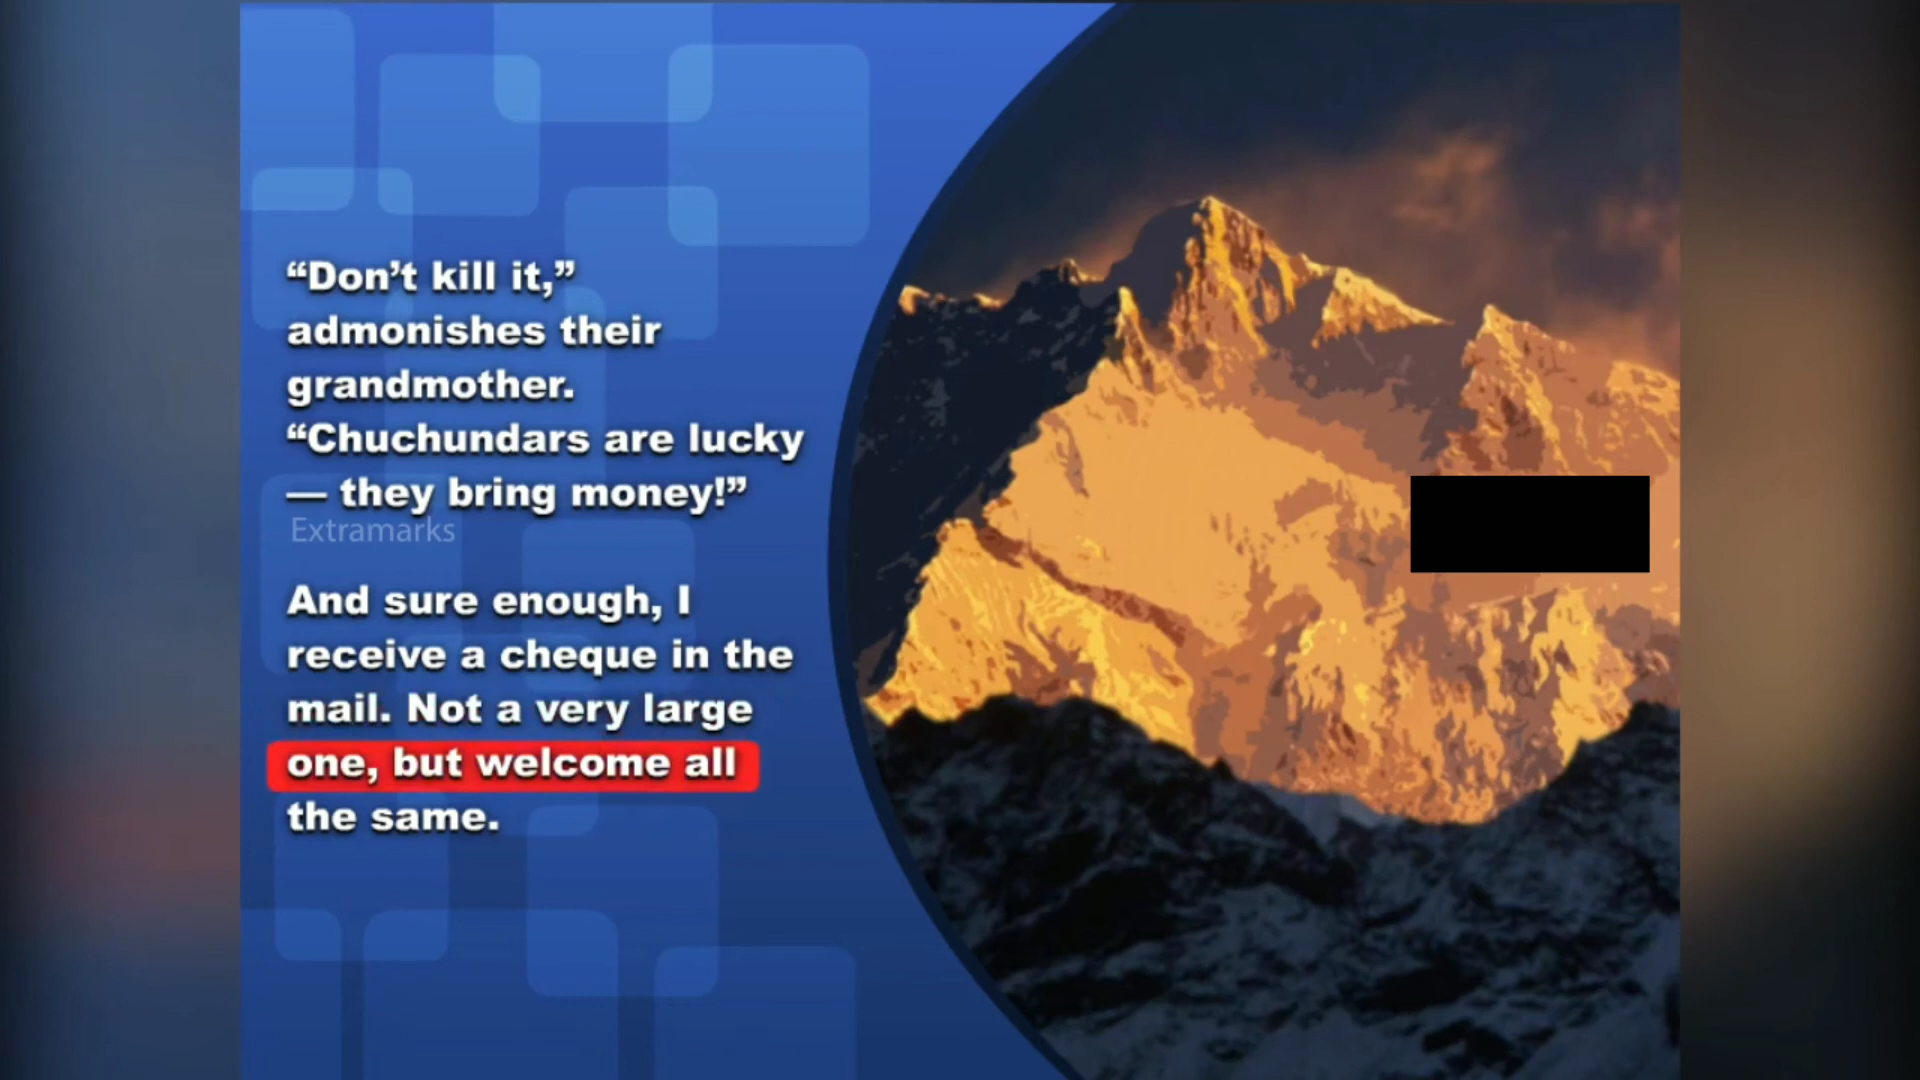 “Don’t kill it,”
admonishes their
grandmother.
“Chuchundars are lucky
— they bring money!”
Extramarks
And sure enough, I
receive a cheque in the
mail. Not a very large
one, but welcome all
the same.